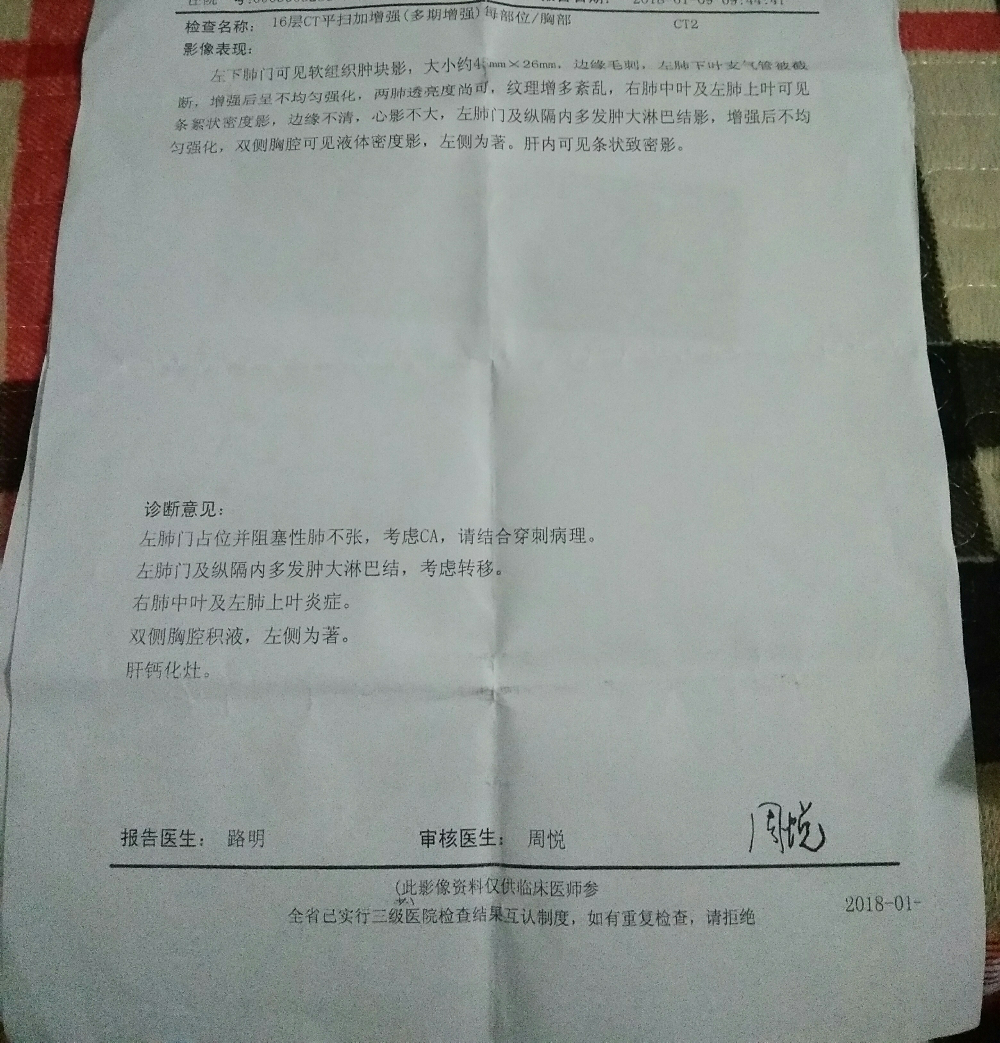 检查名称： 16层CT平扫加增强(多期增强)每部位/胸部 CT2
影像表现：
左下肺门可见软组织肿块影，大小约4 mm×26mm，边缘毛刺，左肺下叶支气管被截
断，增强后呈不均匀强化，两肺透亮度尚可，纹理增多紊乱，右肺中叶及左肺上叶可见
条絮状密度影，边缘不清，心影不大，左肺门及纵隔内多发肿大淋巴结影，增强后不均
匀强化，双侧胸腔可见液体密度影，左侧为著。肝内可见条状致密影。
诊断意见：
左肺门占位并阻塞性肺不张，考虑CA，请结合穿刺病理。
左肺门及纵隔内多发肿大淋巴结，考虑转移。
右肺中叶及左肺上叶炎症。
双侧胸腔积液，左侧为著。
肝钙化灶。
周悦
报告医生： 路明 审核医生： 周悦
(此影像资料仅供临床医师参
全省已实行三级医院检查结果互认制度，如有重复检查，请拒绝 2018-01-